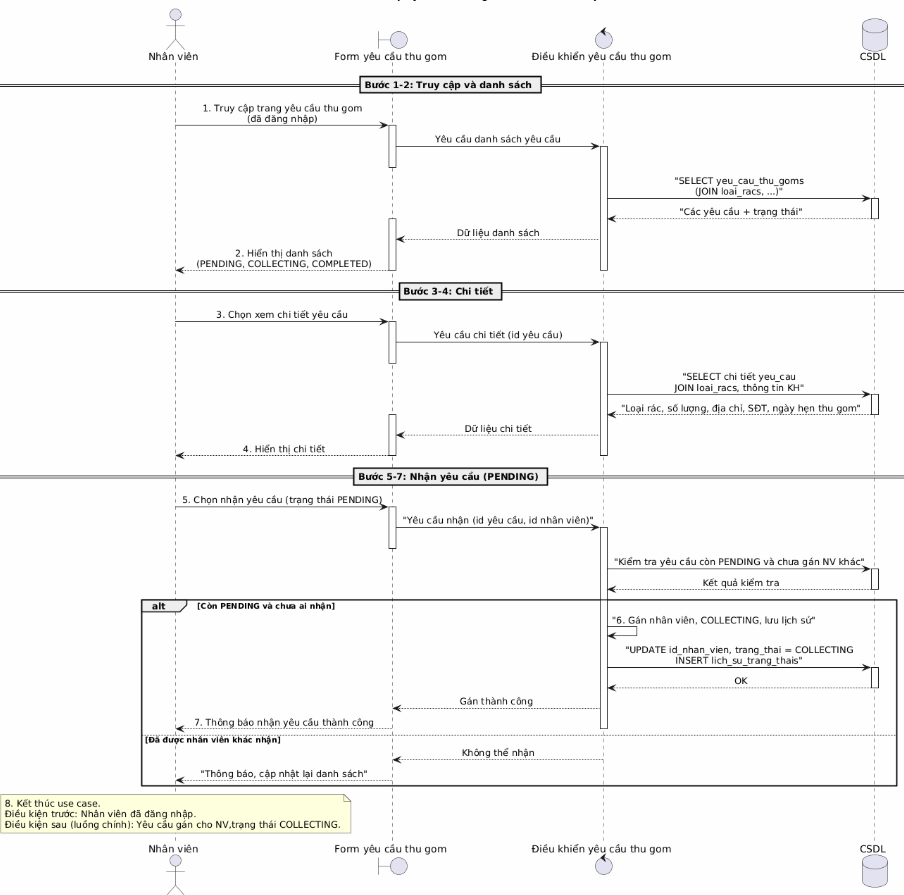 Nhân viên
Form yêu cầu thu gom
Điều khiển yêu cầu thu gom
CSDL
Bước 1-2: Truy cập và danh sách
1. Truy cập trang yêu cầu thu gom
(đã đăng nhập)
Yêu cầu danh sách yêu cầu
"SELECT yeu_cau_thu_goms
(JOIN loai_racs, ...)"
"Các yêu cầu + trạng thái"
Dữ liệu danh sách
2. Hiển thị danh sách
(PENDING, COLLECTING, COMPLETED)
Bước 3-4: Chi tiết
3. Chọn xem chi tiết yêu cầu
Yêu cầu chi tiết (id yêu cầu)
"SELECT chi tiết yeu_cau
JOIN loai_racs, thông tin KH"
"Loại rác, số lượng, địa chỉ, SĐT, ngày hẹn thu gom"
Dữ liệu chi tiết
4. Hiển thị chi tiết
Bước 5-7: Nhận yêu cầu (PENDING)
5. Chọn nhận yêu cầu (trạng thái PENDING)
"Yêu cầu nhận (id yêu cầu, id nhân viên)"
"Kiểm tra yêu cầu còn PENDING và chưa gán NV khác"
Kết quả kiểm tra
alt
[Còn PENDING và chưa ai nhận]
"6. Gán nhân viên, COLLECTING, lưu lịch sử"
"UPDATE id_nhan_vien, trang_thai = COLLECTING
INSERT lich_su_trang_thais"
OK
Gán thành công
7. Thông báo nhận yêu cầu thành công
[Đã được nhân viên khác nhận]
Không thể nhận
"Thông báo, cập nhật lại danh sách"
8. Kết thúc use case.
Điều kiện trước: Nhân viên đã đăng nhập.
Điều kiện sau (luồng chính): Yêu cầu gán cho NV,trạng thái COLLECTING.
Nhân viên
Form yêu cầu thu gom
Điều khiển yêu cầu thu gom
CSDL